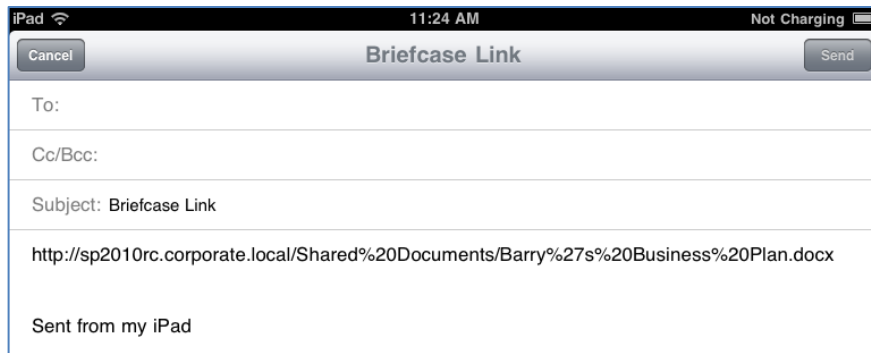 iPad 11:24 AM Not Charging
Cancel Briefcase Link Send
To:
Cc/Bcc:
Subject: Briefcase Link
http://sp2010rc.corporate.local/Shared%20Documents/Barry%27s%20Business%20Plan.docx
Sent from my iPad